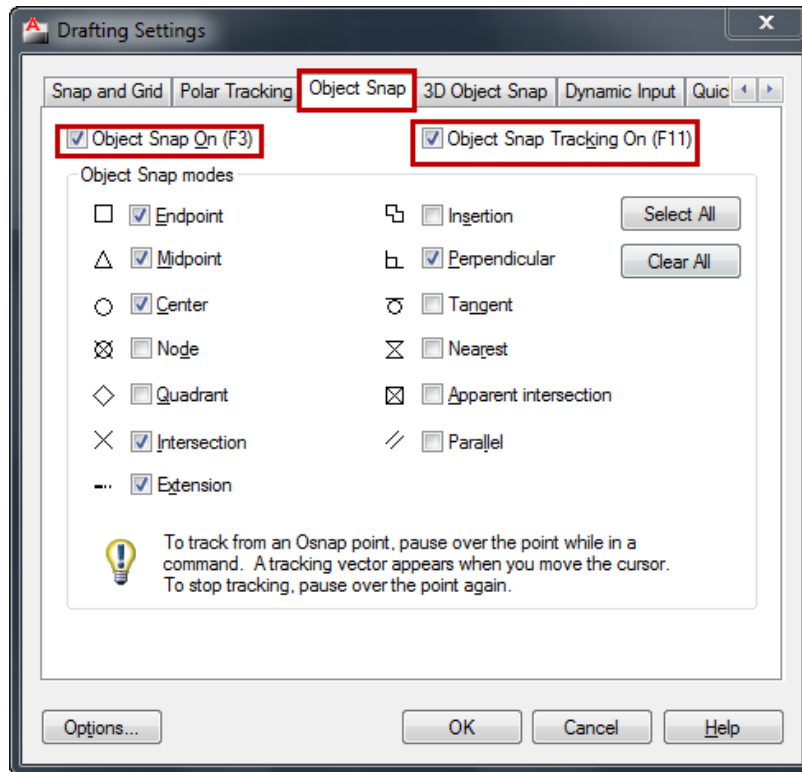 Drafting Settings
x
Snap and Grid Polar Tracking Object Snap 3D Object Snap Dynamic Input Quic
Object Snap On (F3) Object Snap Tracking On (F11)
Object Snap modes
Endpoint Insertion Select All
Midpoint Perpendicular Clear All
Center Tangent
Node Nearest
Quadrant Apparent intersection
Intersection Parallel
Extension
To track from an Osnap point, pause over the point while in a
command. A tracking vector appears when you move the cursor.
To stop tracking, pause over the point again.
Options... OK Cancel Help